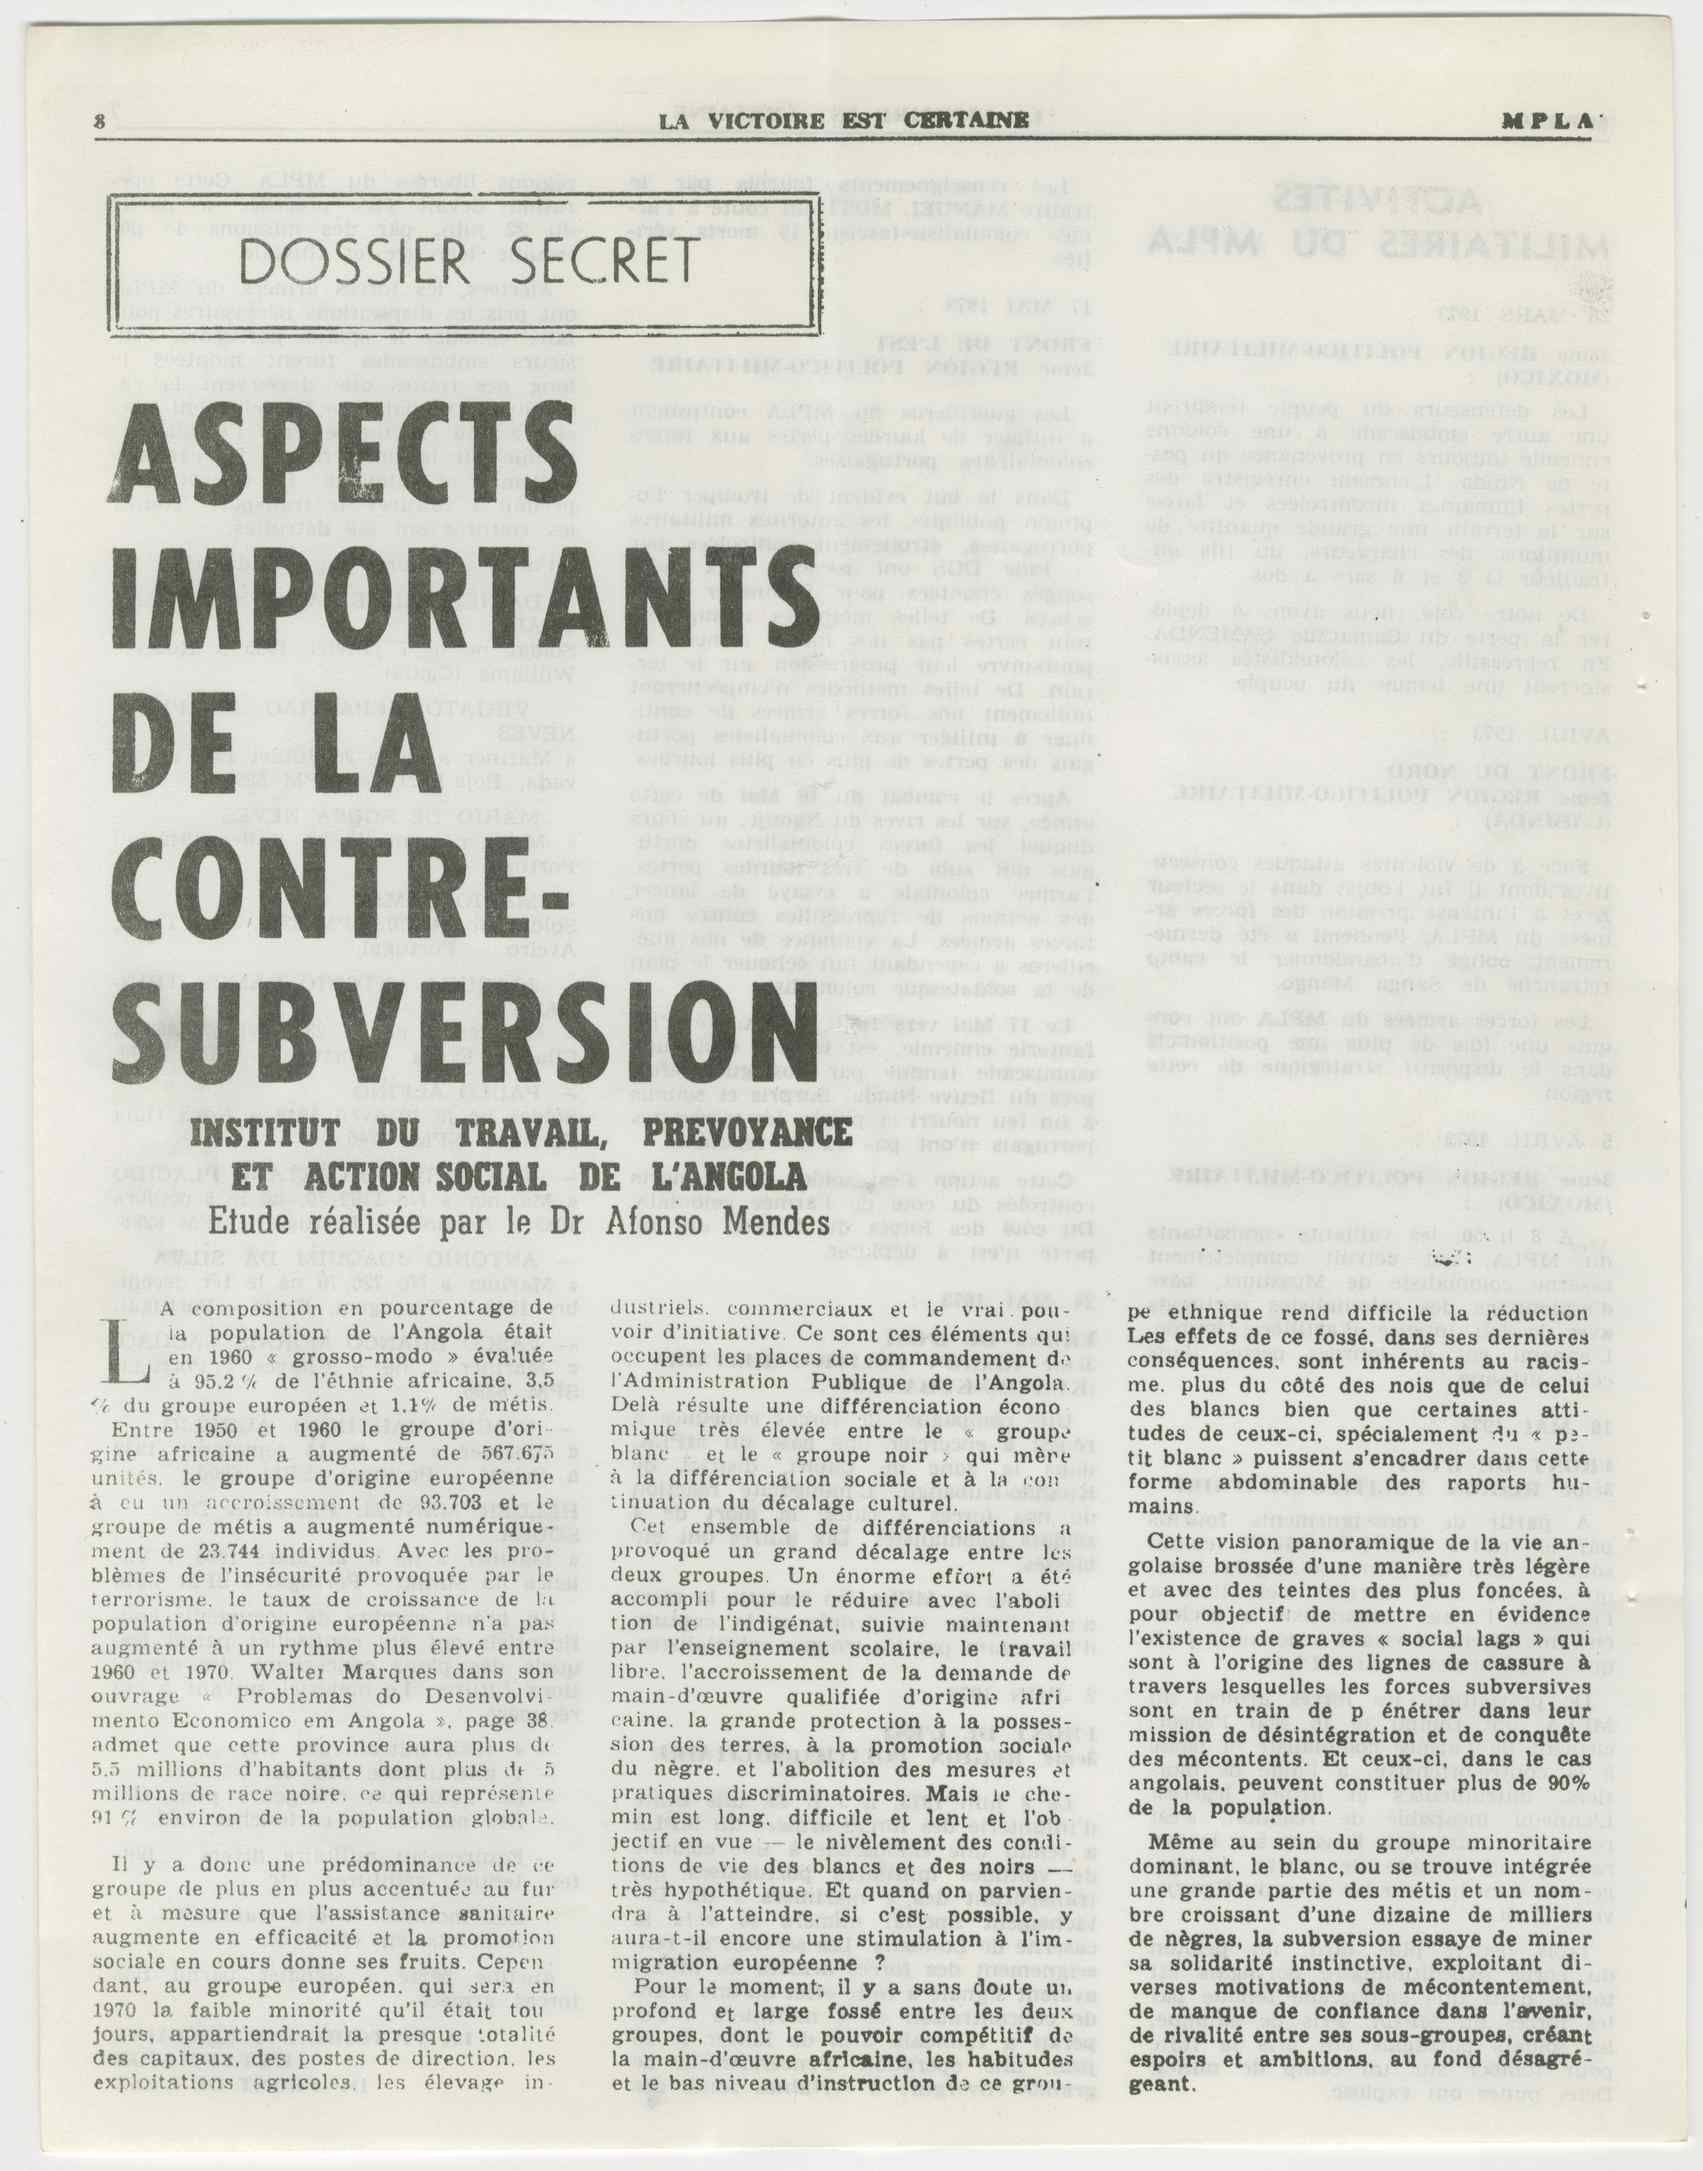 8
LA VICTOIRE EST CERTAINE
MPLA
DOSSIER SECRET
ASPECTS
IMPORTANTS
DE LA
CONTRE-
SUBVERSION
INSTITUT DU TRAVAIL, PREVOYANCE
ET ACTION SOCIAL DE L'ANGOLA
Etude réalisée par le Dr Afonso Mendes
LA composition en pourcentage de
la population de l'Angola était
en 1960 « grosso-modo » évaluée
à 95.2 % de l'éthnie africaine, 3,5
% du groupe européen et 1,1% de métis.
Entre 1950 et 1960 le groupe d'ori-
gine africaine a augmenté de 567.675
unités, le groupe d'origine européenne
à eu un accroissement de 93.703 et le
groupe de métis a augmenté numérique-
ment de 23.744 individus. Avec les pro-
blèmes de l'insécurité provoquée par le
terrorisme, le taux de croissance de la
population d'origine européenne n'a pas
augmenté à un rythme plus élevé entre
1960 et 1970. Walter Marques dans son
ouvrage « Problemas do Desenvolvi-
mento Economico em Angola », page 38,
admet que cette province aura plus de
5,5 millions d'habitants dont plus de 5
millions de race noire, ce qui représente
91 % environ de la population globale.
Il y a donc une prédominance de ce
groupe de plus en plus accentuée au fur
et à mesure que l'assistance sanitaire
augmente en efficacité et la promotion
sociale en cours donne ses fruits. Cepen
dant, au groupe européen, qui sera en
1970 la faible minorité qu'il était tou
jours, appartiendrait la presque totalité
des capitaux, des postes de direction, les
exploitations agricoles, les élevage in-
dustriels, commerciaux et le vrai pou-
voir d'initiative. Ce sont ces éléments qui
occupent les places de commandement de
l'Administration Publique de l'Angola.
Delà résulte une différenciation écono
mique très élevée entre le « groupe
blanc et le « groupe noir » qui mène
à la différenciation sociale et à la con
tinuation du décalage culturel.
Cet ensemble de différenciations a
provoqué un grand décalage entre les
deux groupes. Un énorme effort a été
accompli pour le réduire avec l'aboli
tion de l'indigénat, suivie maintenant
par l'enseignement scolaire, le travail
libre, l'accroissement de la demande de
main-d'œuvre qualifiée d'origine afri
caine, la grande protection à la posses-
sion des terres, à la promotion sociale
du nègre, et l'abolition des mesures et
pratiques discriminatoires. Mais le che-
min est long, difficile et lent et l'ob
jectif en vue — le nivèlement des condi-
tions de vie des blancs et des noirs —
très hypothétique. Et quand on parvien-
dra à l'atteindre, si c'est possible, y
aura-t-il encore une stimulation à l'im-
migration européenne ?
Pour le moment, il y a sans doute un
profond et large fossé entre les deux
groupes, dont le pouvoir compétitif de
la main-d'œuvre africaine, les habitudes
et le bas niveau d'instruction de ce grou-
pe ethnique rend difficile la réduction
Les effets de ce fossé, dans ses dernières
conséquences, sont inhérents au racis-
me, plus du côté des nois que de celui
des blancs bien que certaines atti-
tudes de ceux-ci, spécialement du « pe-
tit blanc » puissent s'encadrer dans cette
forme abdominable des raports hu-
mains.
Cette vision panoramique de la vie an-
golaise brossée d'une manière très légère
et avec des teintes des plus foncées, à
pour objectif de mettre en évidence
l'existence de graves « social lags » qui
sont à l'origine des lignes de cassure à
travers lesquelles les forces subversives
sont en train de p énétrer dans leur
mission de désintégration et de conquête
des mécontents. Et ceux-ci, dans le cas
angolais, peuvent constituer plus de 90%
de la population.
Même au sein du groupe minoritaire
dominant, le blanc, ou se trouve intégrée
une grande partie des métis et un nom-
bre croissant d'une dizaine de milliers
de nègres, la subversion essaye de miner
sa solidarité instinctive, exploitant di-
verses motivations de mécontentement,
de manque de confiance dans l'avenir,
de rivalité entre ses sous-groupes, créant
espoirs et ambitions, au fond désagré-
geant.